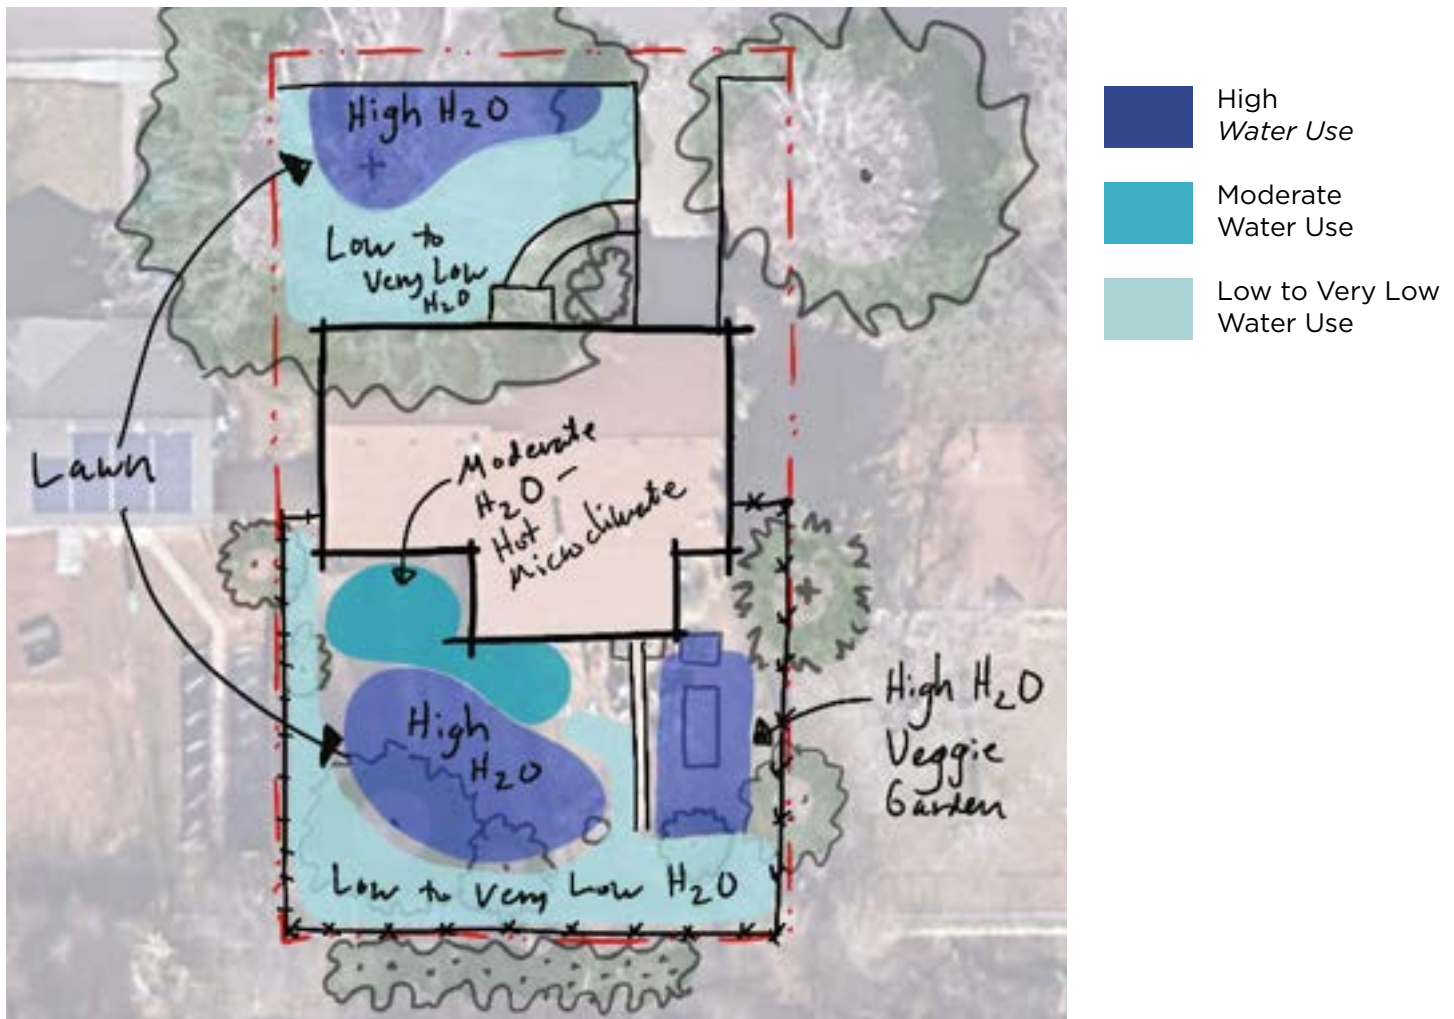 High H₂O
Low to
Very Low
H₂O
Lawn
Moderate
H₂O –
Hot
Microclimate
High
H₂O
High H₂O
Veggie
Garden
Low to Very Low H₂O
High
Water Use
Moderate
Water Use
Low to Very Low
Water Use